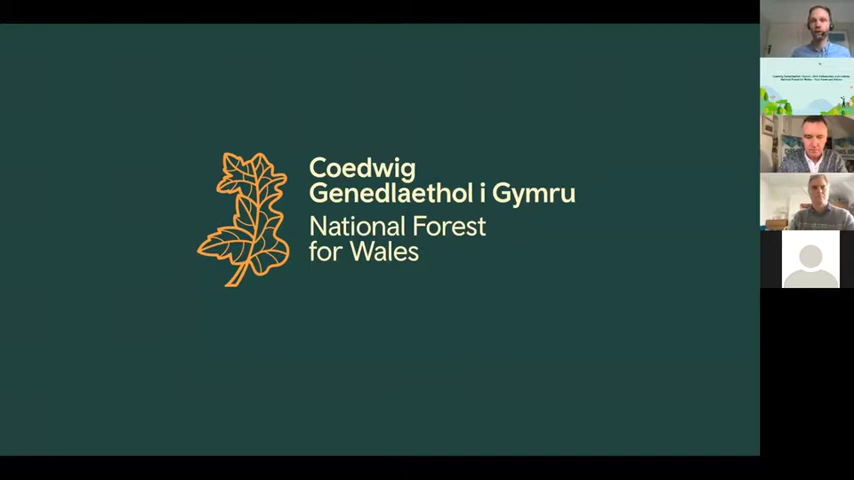 Coedwig
Genedlaethol i Gymru
National Forest
for Wales